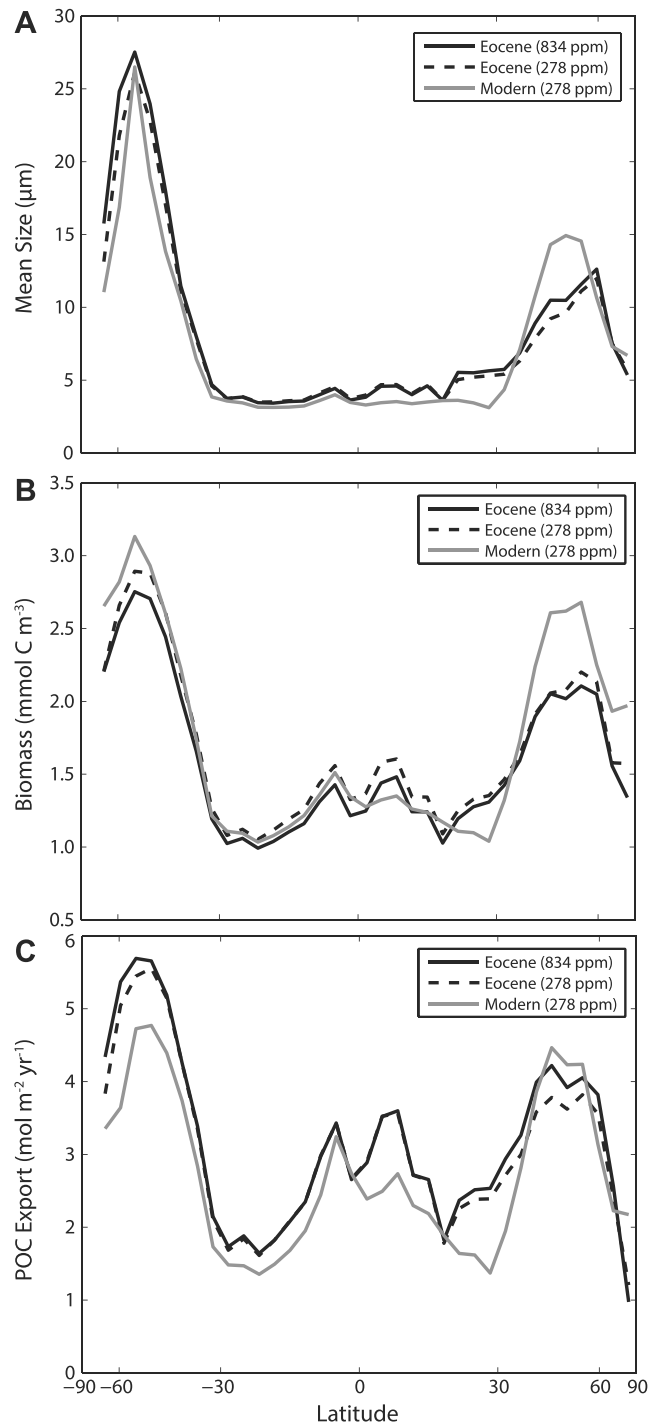 A
30
25
20
15
10
5
0
Mean Size (μm)
Eocene (834 ppm)
Eocene (278 ppm)
Modern (278 ppm)
B
3.5
3.0
2.5
2.0
1.5
1.0
0.5
Biomass (mmol C m⁻³)
Eocene (834 ppm)
Eocene (278 ppm)
Modern (278 ppm)
C
6
5
4
3
2
1
0
POC Export (mol m⁻² yr⁻¹)
Eocene (834 ppm)
Eocene (278 ppm)
Modern (278 ppm)
−90 −60 −30 0 30 60 90
Latitude